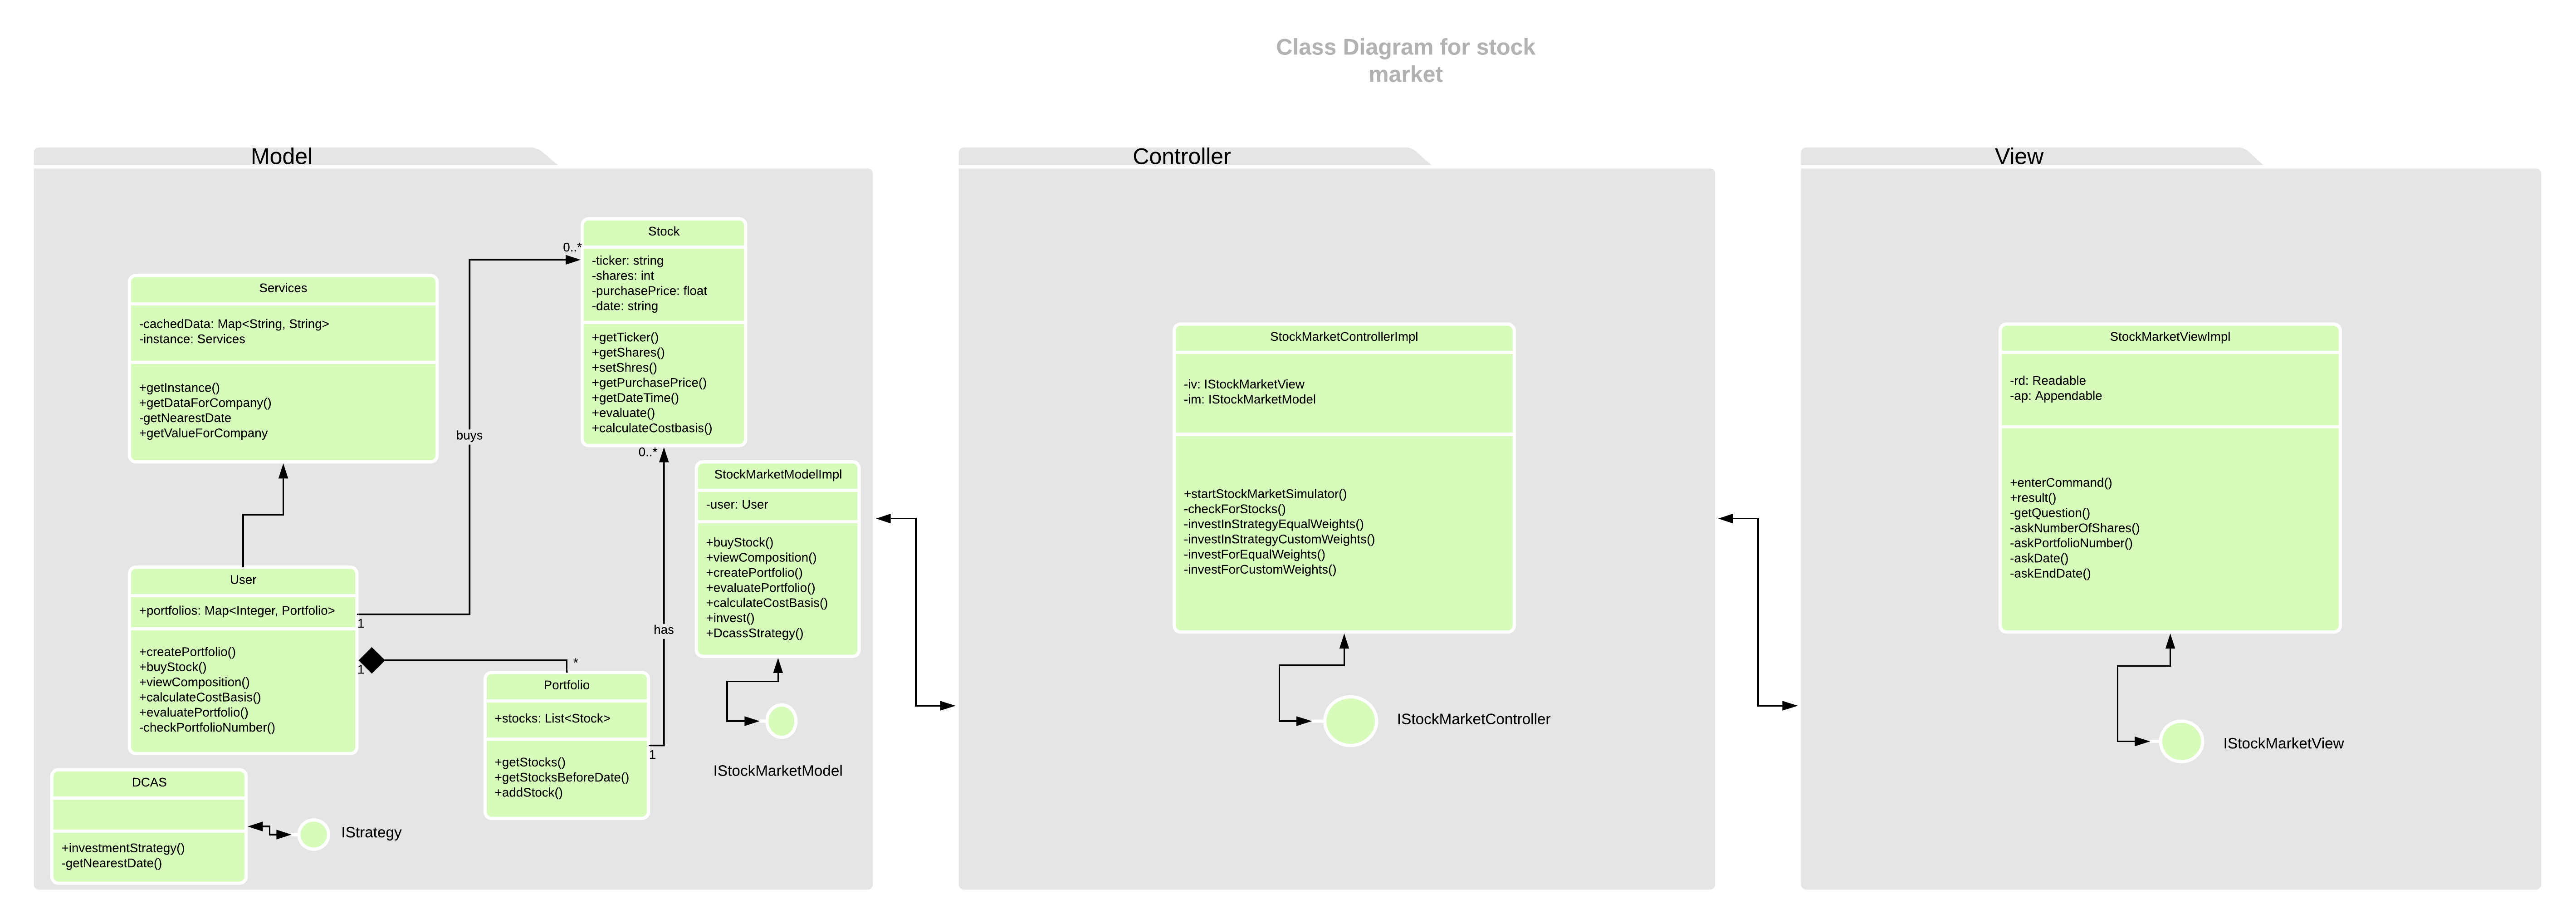 Class Diagram for stock
market
Model
Services
-cachedData: Map<String, String>
-instance: Services
+getInstance()
+getDataForCompany()
-getNearestDate
+getValueForCompany
Stock
-ticker: string
-shares: int
-purchasePrice: float
-date: string
+getTicker()
+getShares()
+setShres()
+getPurchasePrice()
+getDateTime()
+evaluate()
+calculateCostbasis()
0..*
buys
0..*
has
StockMarketModelImpl
-user: User
+buyStock()
+viewComposition()
+createPortfolio()
+evaluatePortfolio()
+calculateCostBasis()
+invest()
+DcassStrategy()
IStockMarketModel
User
+portfolios: Map<Integer, Portfolio>
+createPortfolio()
+buyStock()
+viewComposition()
+calculateCostBasis()
+evaluatePortfolio()
-checkPortfolioNumber()
1
1
*
Portfolio
+stocks: List<Stock>
+getStocks()
+getStocksBeforeDate()
+addStock()
1
DCAS
+investmentStrategy()
-getNearestDate()
IStrategy
Controller
StockMarketControllerImpl
-iv: IStockMarketView
-im: IStockMarketModel
+startStockMarketSimulator()
-checkForStocks()
-investInStrategyEqualWeights()
-investInStrategyCustomWeights()
-investForEqualWeights()
-investForCustomWeights()
IStockMarketController
View
StockMarketViewImpl
-rd: Readable
-ap: Appendable
+enterCommand()
+result()
-getQuestion()
-askNumberOfShares()
-askPortfolioNumber()
-askDate()
-askEndDate()
IStockMarketView